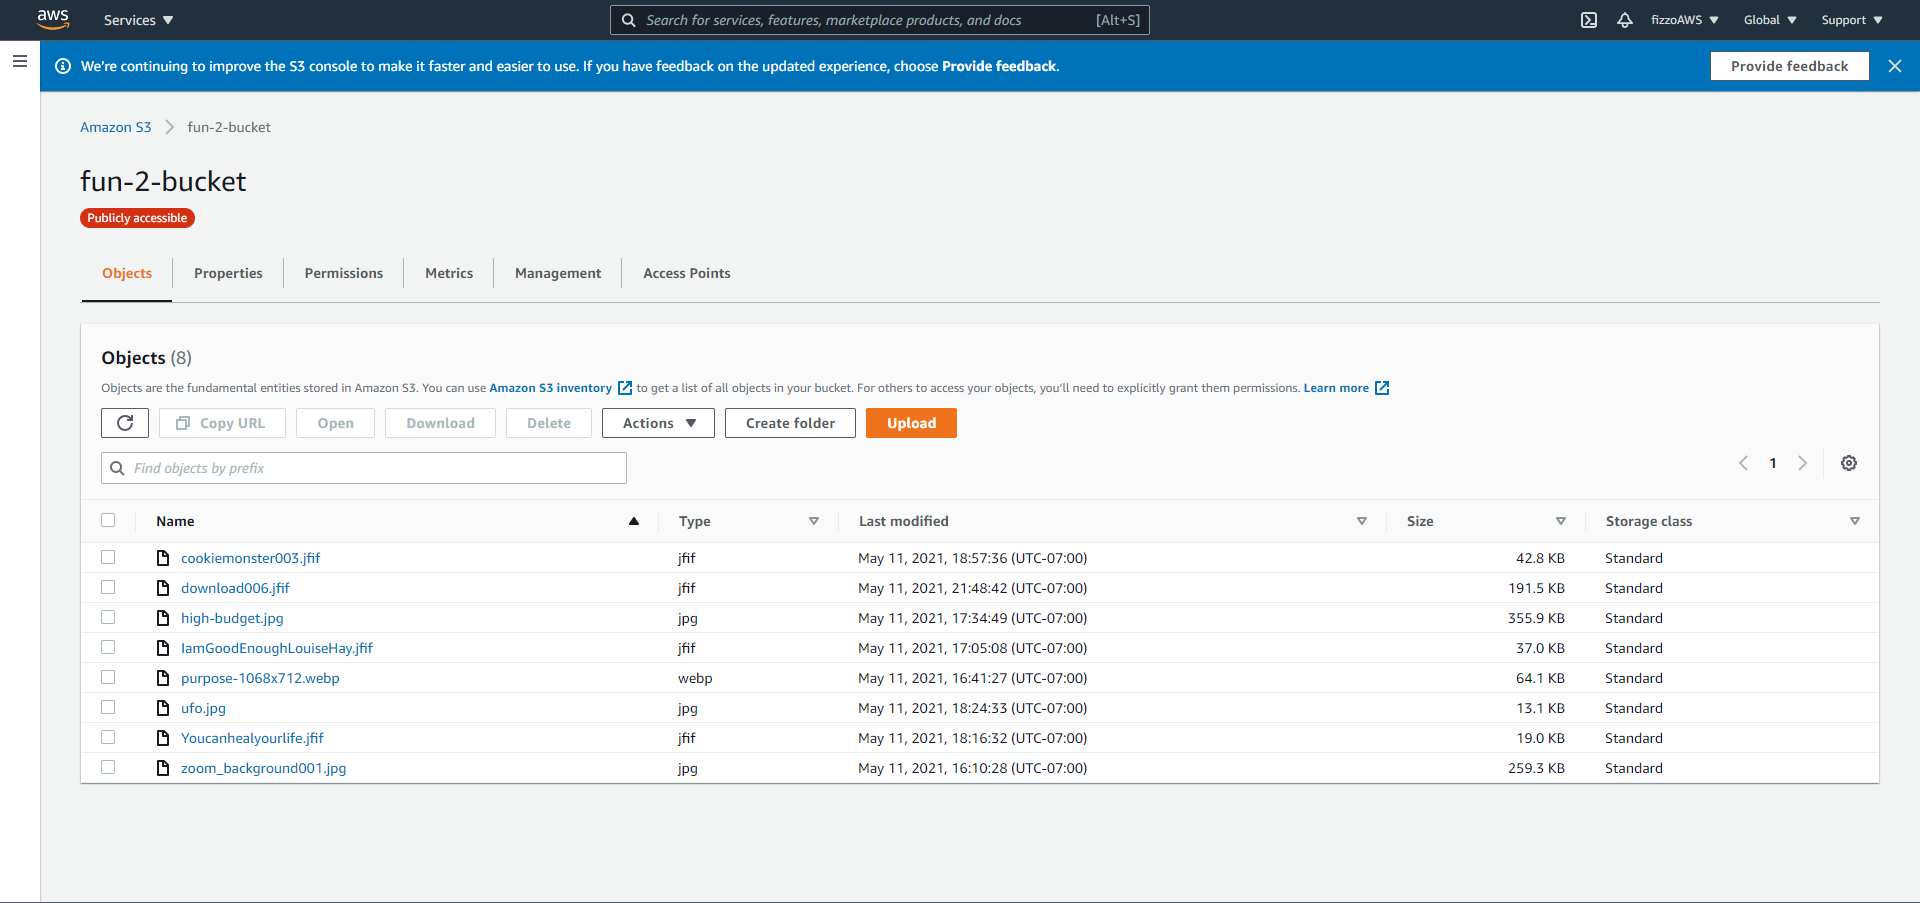 aws Services Search for services, features, marketplace products, and docs [Alt+S] fizzoAWS Global Support
We're continuing to improve the S3 console to make it faster and easier to use. If you have feedback on the updated experience, choose Provide feedback. Provide feedback
Amazon S3 fun-2-bucket
fun-2-bucket
Publicly accessible
Objects Properties Permissions Metrics Management Access Points
Objects (8)
Objects are the fundamental entities stored in Amazon S3. You can use Amazon S3 inventory to get a list of all objects in your bucket. For others to access your objects, you'll need to explicitly grant them permissions. Learn more
Copy URL Open Download Delete Actions Create folder Upload
Find objects by prefix 1
Name Type Last modified Size Storage class
cookiemonster003.jfif jfif May 11, 2021, 18:57:36 (UTC-07:00) 42.8 KB Standard
download006.jfif jfif May 11, 2021, 21:48:42 (UTC-07:00) 191.5 KB Standard
high-budget.jpg jpg May 11, 2021, 17:34:49 (UTC-07:00) 355.9 KB Standard
IamGoodEnoughLouiseHay.jfif jfif May 11, 2021, 17:05:08 (UTC-07:00) 37.0 KB Standard
purpose-1068x712.webp webp May 11, 2021, 16:41:27 (UTC-07:00) 64.1 KB Standard
ufo.jpg jpg May 11, 2021, 18:24:33 (UTC-07:00) 13.1 KB Standard
Youcanhealyourlife.jfif jfif May 11, 2021, 18:16:32 (UTC-07:00) 19.0 KB Standard
zoom_background001.jpg jpg May 11, 2021, 16:10:28 (UTC-07:00) 259.3 KB Standard